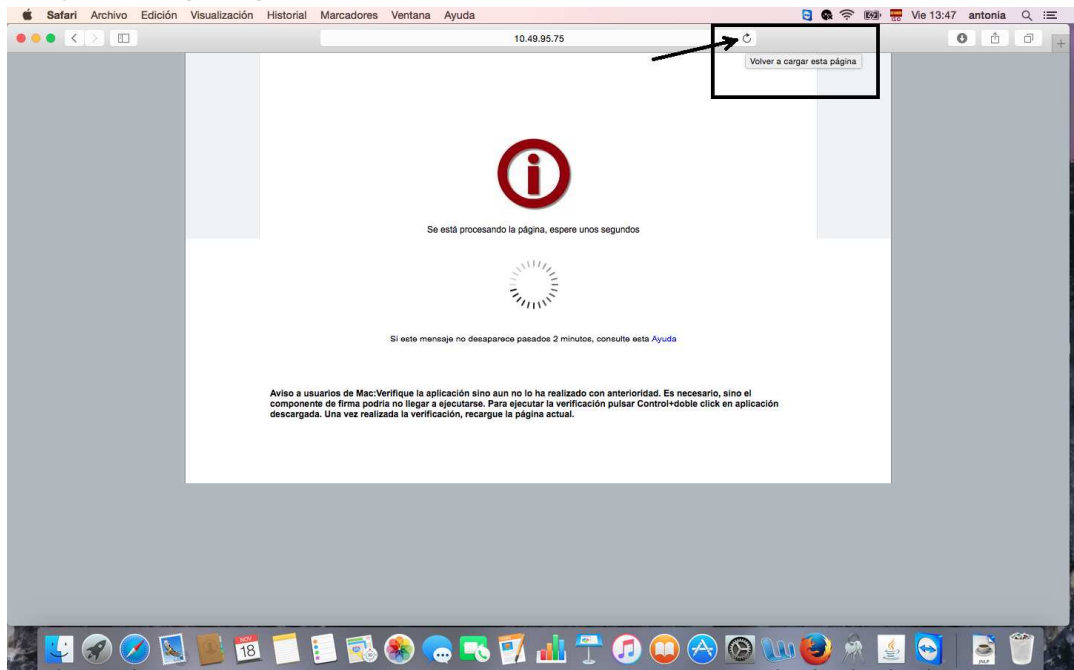 Safari Archivo Edición Visualización Historial Marcadores Ventana Ayuda Vie 13:47 antonia
10.49.95.75
Volver a cargar esta página
Se está procesando la página, espere unos segundos
Si este mensaje no desaparece pasados 2 minutos, consulte esta Ayuda
Aviso a usuarios de Mac:Verifique la aplicación sino aun no lo ha realizado con anterioridad. Es necesario, sino el
componente de firma podria no llegar a ejecutarse. Para ejecutar la verificación pulsar Control+doble click en aplicación
descargada. Una vez realizada la verificación, recargue la página actual.
NOV
18
JNLP